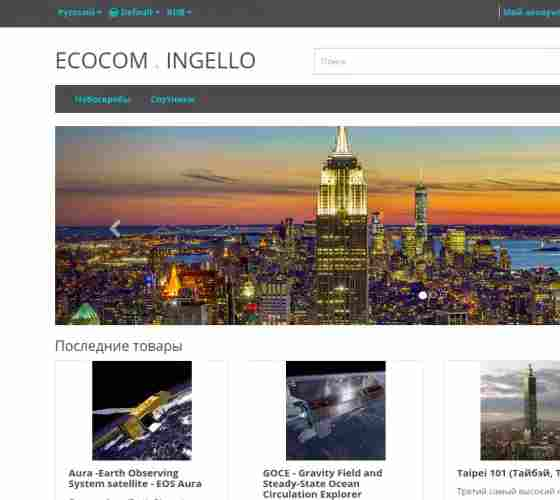 Русский Default RUB Мой аккаунт
ECOCOM . INGELLO
Поиск
Небоскребы Спутники
Последние товары
Aura -Earth Observing
System satellite - EOS Aura
GOCE - Gravity Field and
Steady-State Ocean
Circulation Explorer
Taipei 101 (Тайбэй, Т
Третий самый высокий н